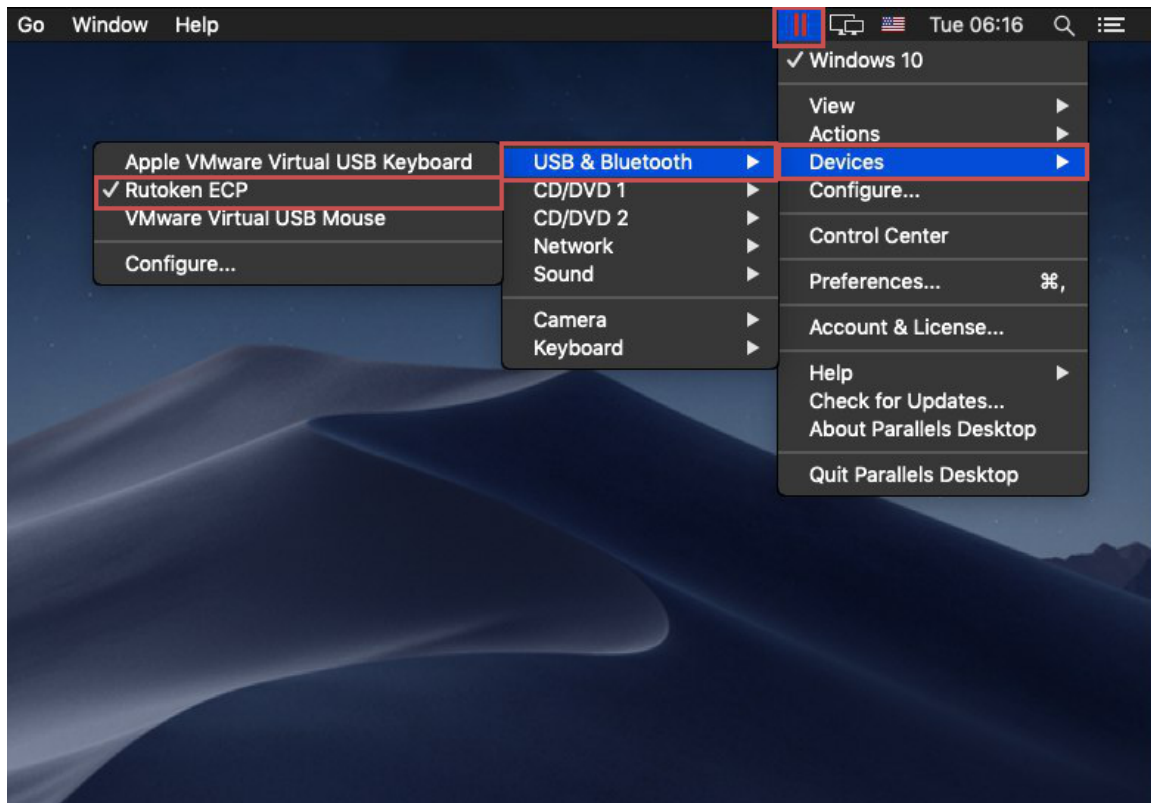 Go Window Help Tue 06:16
✓ Windows 10
View
Actions
Devices
Configure...
Control Center
Preferences... ⌘,
Account & License...
Help
Check for Updates...
About Parallels Desktop
Quit Parallels Desktop
USB & Bluetooth
CD/DVD 1
CD/DVD 2
Network
Sound
Camera
Keyboard
Apple VMware Virtual USB Keyboard
✓ Rutoken ECP
VMware Virtual USB Mouse
Configure...